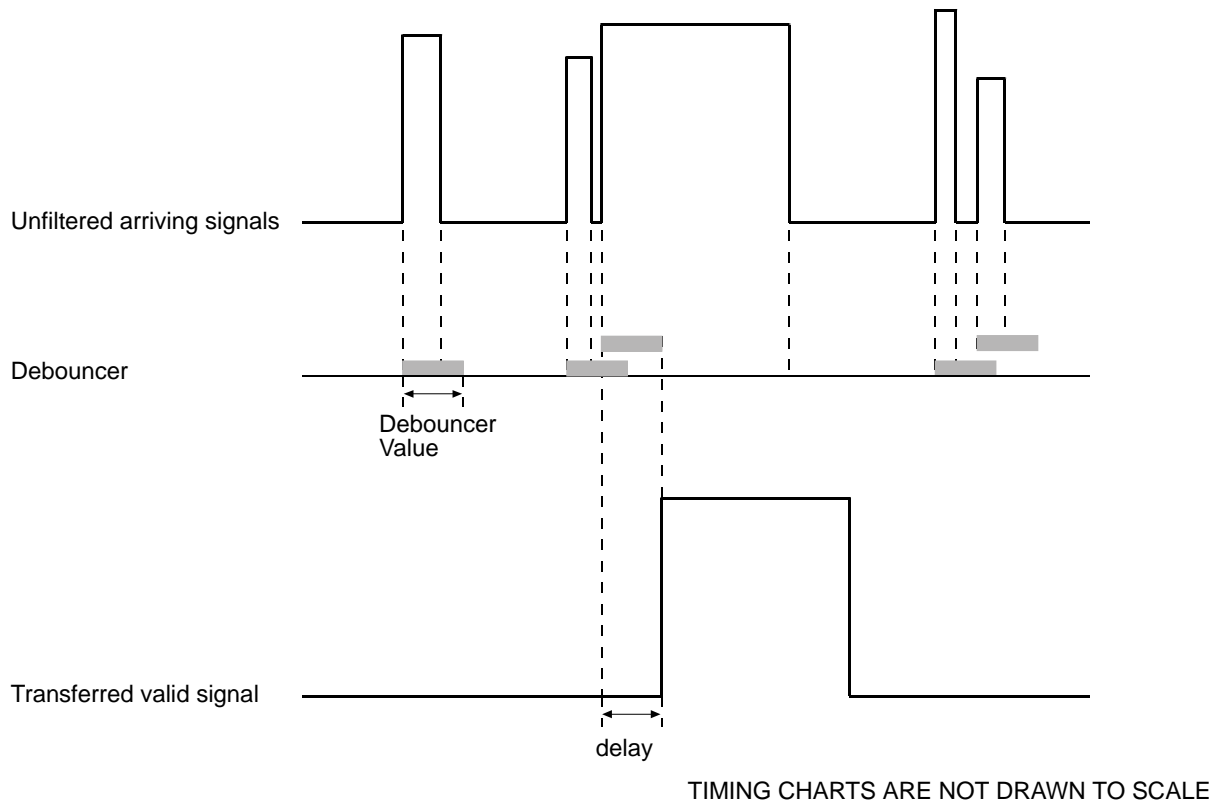 Unfiltered arriving signals
Debouncer
Debouncer
Value
Transferred valid signal
delay
TIMING CHARTS ARE NOT DRAWN TO SCALE